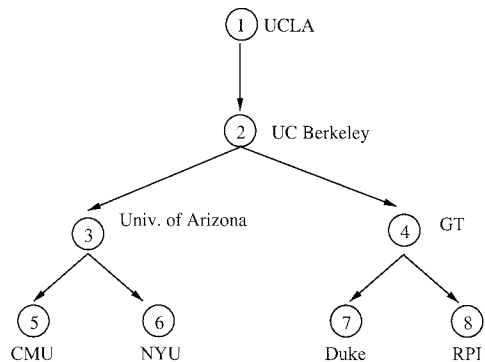 1 UCLA
2 UC Berkeley
3 Univ. of Arizona
4 GT
5 6 7 8
CMU NYU Duke RPI